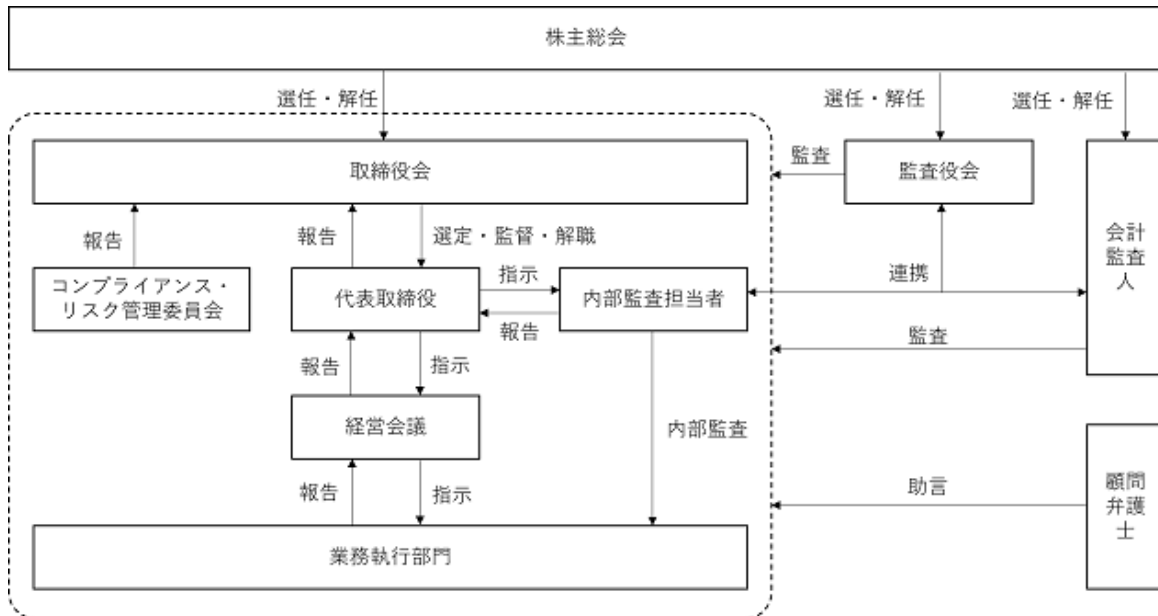 株主総会
選任・解任
選任・解任
選任・解任
取締役会
監査
監査役会
会計
監査
人
報告
報告
選定・監督・解職
コンプライアンス・
リスク管理委員会
代表取締役
指示
報告
内部監査担当者
連携
監査
報告
指示
経営会議
内部監査
報告
指示
助言
顧問
弁護
士
業務執行部門